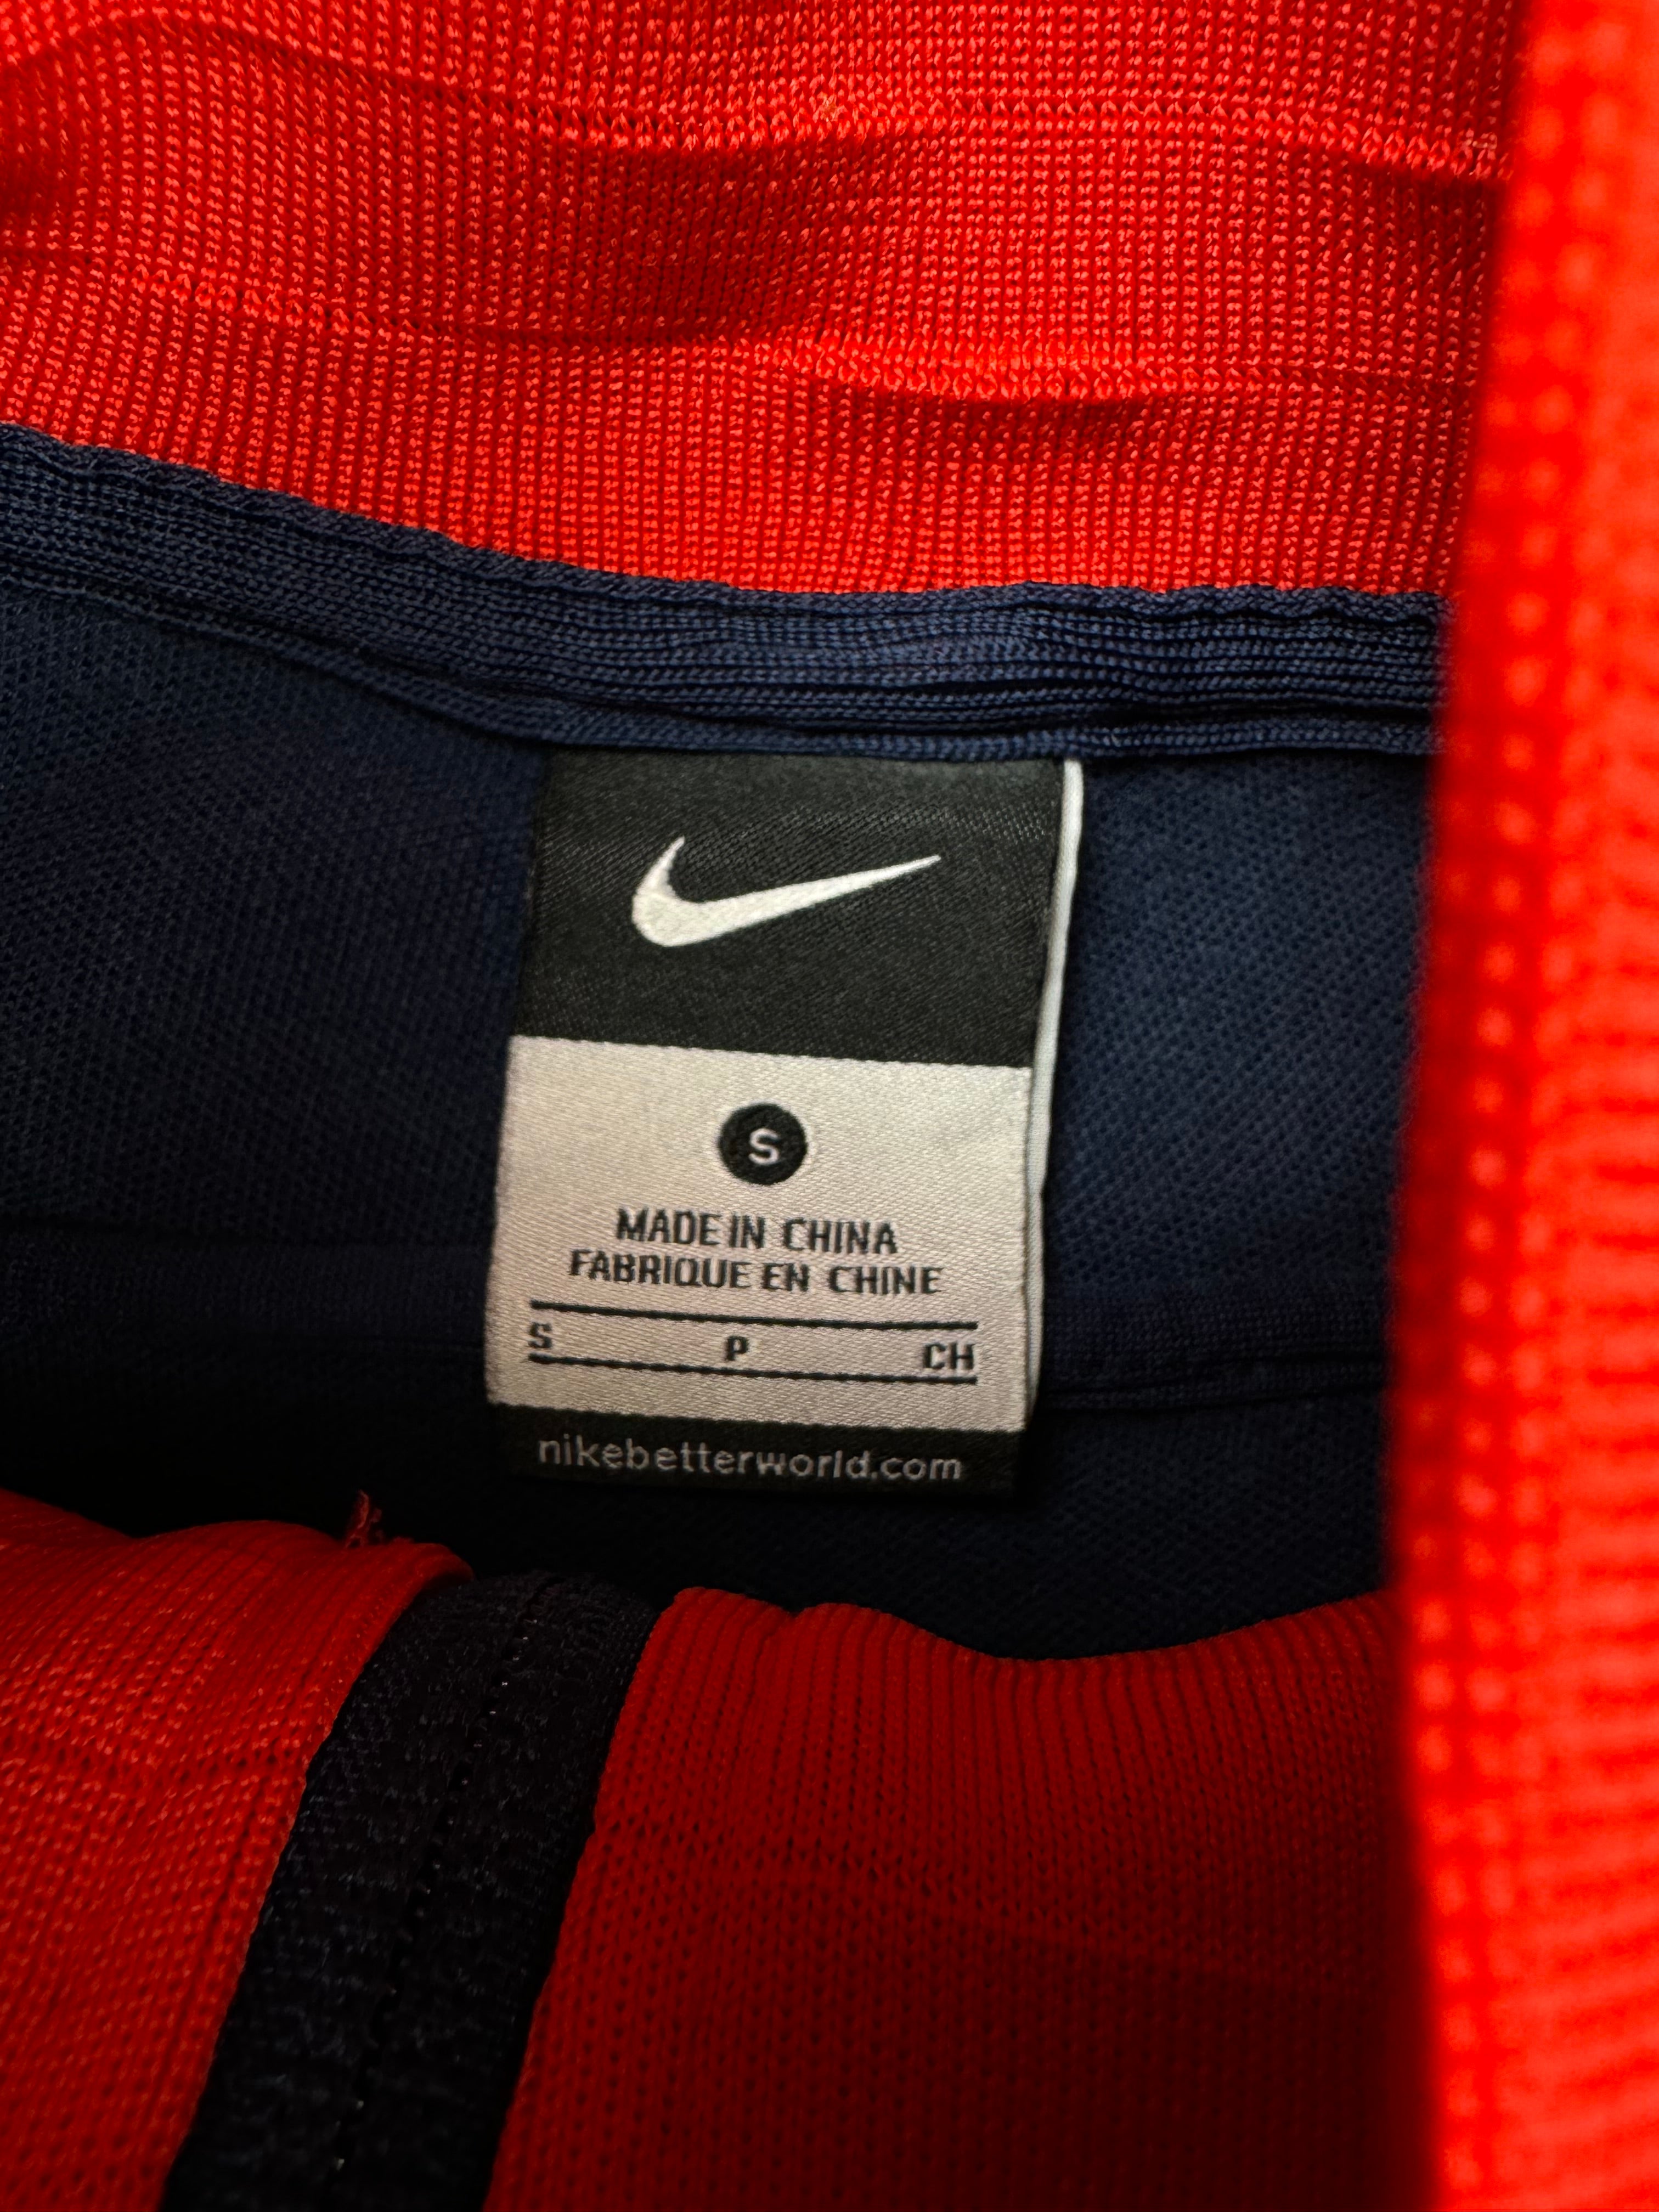 S
MADE IN CHINA
FABRIQUE EN CHINE
S P CH
nikebetterworld.com